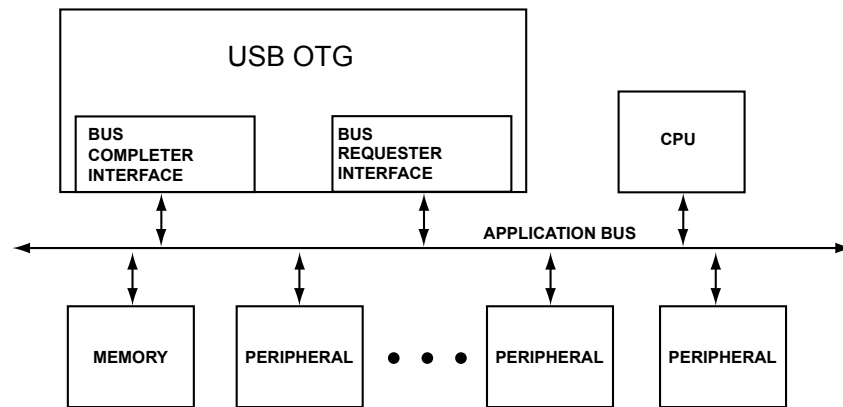 USB OTG
BUS
COMPLETER
INTERFACE
BUS
REQUESTER
INTERFACE
CPU
APPLICATION BUS
MEMORY
PERIPHERAL
PERIPHERAL
PERIPHERAL